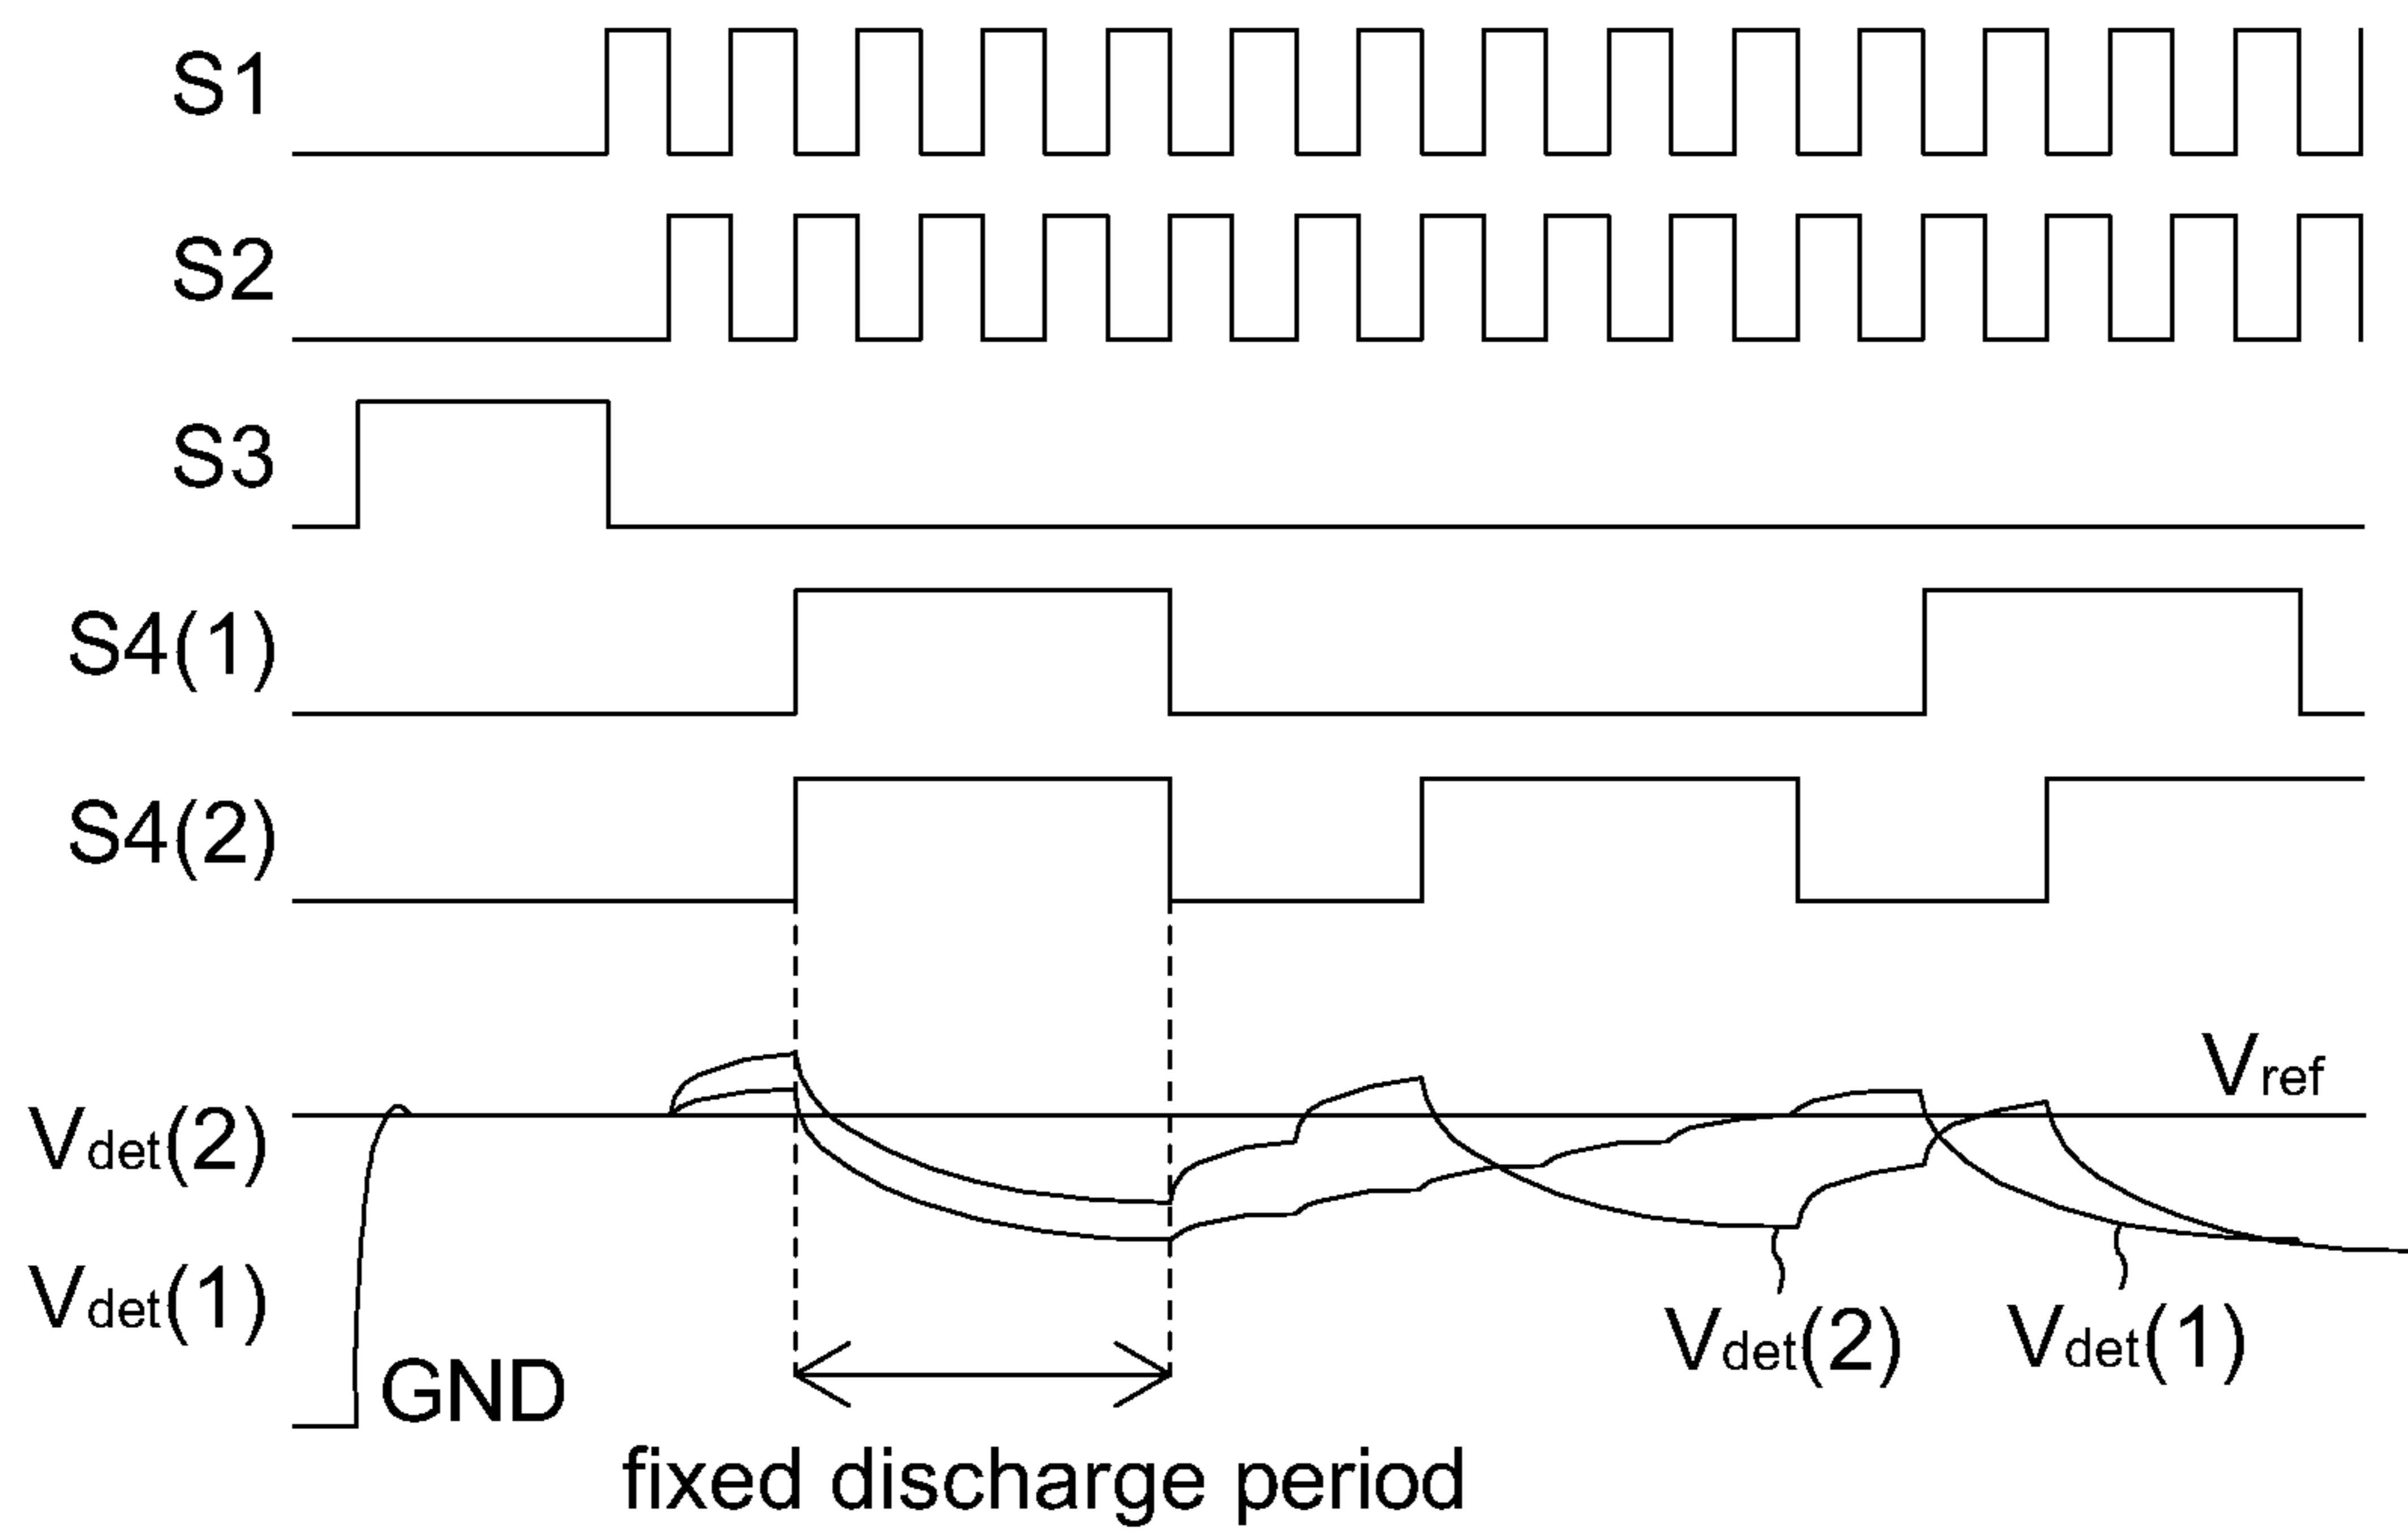 S1
S2
S3
S4(1)
S4(2)
Vref
Vdet(2)
Vdet(1)
Vdet(2)
Vdet(1)
GND
fixed discharge period